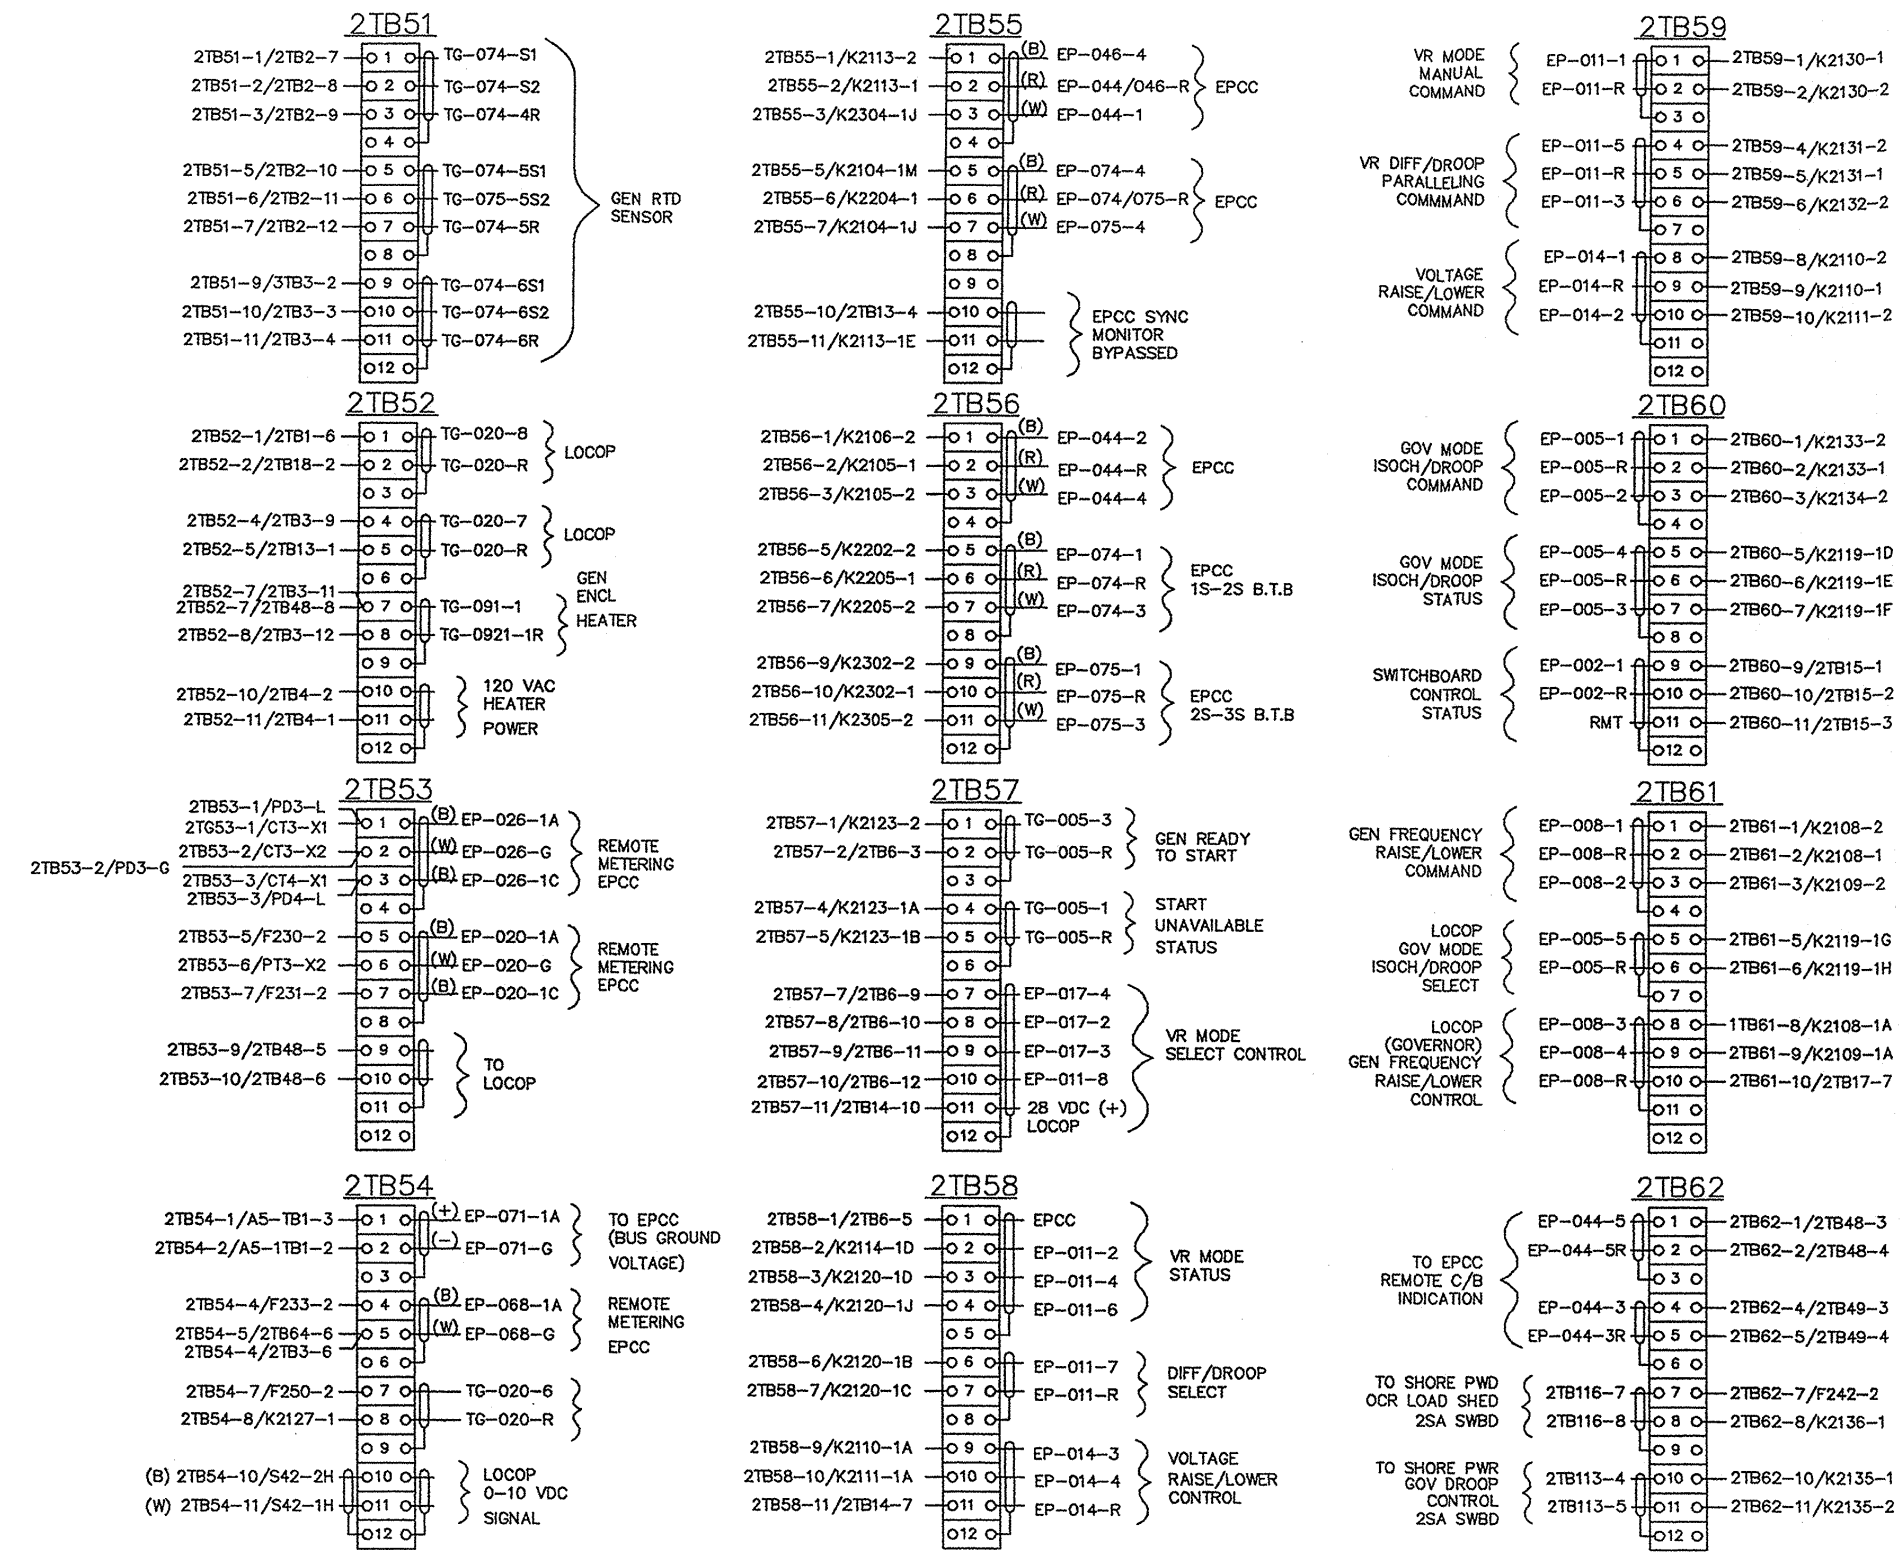 2TB51
2TB51-1/2TB2-7 1 TG-074-S1
2TB51-2/2TB2-8 2 TG-074-S2
2TB51-3/2TB2-9 3 TG-074-4R
4
2TB51-5/2TB2-10 5 TG-074-5S1
2TB51-6/2TB2-11 6 TG-075-5S2
2TB51-7/2TB2-12 7 TG-074-5R
8
2TB51-9/3TB3-2 9 TG-074-6S1
2TB51-10/2TB3-3 10 TG-074-6S2
2TB51-11/2TB3-4 11 TG-074-6R
12
GEN RTD
SENSOR
2TB52
2TB52-1/2TB1-6 1 TG-020-8
2TB52-2/2TB18-2 2 TG-020-R
3
LOCOP
2TB52-4/2TB3-9 4 TG-020-7
2TB52-5/2TB13-1 5 TG-020-R
6
LOCOP
2TB52-7/2TB3-11
2TB52-7/2TB48-8 7 TG-091-1
2TB52-8/2TB3-12 8 TG-0921-1R
9
GEN
ENCL
HEATER
2TB52-10/2TB4-2 10
2TB52-11/2TB4-1 11
12
120 VAC
HEATER
POWER
2TB53
2TB53-1/PD3-L
2TG53-1/CT3-X1 1 (B) EP-026-1A
2TB53-2/CT3-X2 2 (W) EP-026-G
2TB53-2/PD3-G
2TB53-3/CT4-X1 3 (B) EP-026-1C
2TB53-3/PD4-L
4
REMOTE
METERING
EPCC
2TB53-5/F230-2 5 (B) EP-020-1A
2TB53-6/PT3-X2 6 (W) EP-020-G
2TB53-7/F231-2 7 (B) EP-020-1C
8
REMOTE
METERING
EPCC
2TB53-9/2TB48-5 9
2TB53-10/2TB48-6 10
11
12
TO
LOCOP
2TB54
2TB54-1/A5-TB1-3 1 (+) EP-071-1A
2TB54-2/A5-1TB1-2 2 (-) EP-071-G
3
TO EPCC
(BUS GROUND
VOLTAGE)
2TB54-4/F233-2 4 (B) EP-068-1A
2TB54-5/2TB64-6 5 (W) EP-068-G
2TB54-4/2TB3-6
6
REMOTE
METERING
EPCC
2TB54-7/F250-2 7 TG-020-6
2TB54-8/K2127-1 8 TG-020-R
9
(B) 2TB54-10/S42-2H 10
(W) 2TB54-11/S42-1H 11
12
LOCOP
0-10 VDC
SIGNAL
2TB55
2TB55-1/K2113-2 1 (B) EP-046-4
2TB55-2/K2113-1 2 (R) EP-044/046-R
2TB55-3/K2304-1J 3 (W) EP-044-1
4
EPCC
2TB55-5/K2104-1M 5 (B) EP-074-4
2TB55-6/K2204-1 6 (R) EP-074/075-R
2TB55-7/K2104-1J 7 (W) EP-075-4
8
EPCC
9
2TB55-10/2TB13-4 10
2TB55-11/K2113-1E 11
12
EPCC SYNC
MONITOR
BYPASSED
2TB56
2TB56-1/K2106-2 1 (B) EP-044-2
2TB56-2/K2105-1 2 (R) EP-044-R
2TB56-3/K2105-2 3 (W) EP-044-4
4
EPCC
2TB56-5/K2202-2 5 (B) EP-074-1
2TB56-6/K2205-1 6 (R) EP-074-R
2TB56-7/K2205-2 7 (W) EP-074-3
8
EPCC
1S-2S B.T.B
2TB56-9/K2302-2 9 (B) EP-075-1
2TB56-10/K2302-1 10 (R) EP-075-R
2TB56-11/K2305-2 11 (W) EP-075-3
12
EPCC
2S-3S B.T.B
2TB57
2TB57-1/K2123-2 1 TG-005-3
2TB57-2/2TB6-3 2 TG-005-R
3
GEN READY
TO START
2TB57-4/K2123-1A 4 TG-005-1
2TB57-5/K2123-1B 5 TG-005-R
6
START
UNAVAILABLE
STATUS
2TB57-7/2TB6-9 7 EP-017-4
2TB57-8/2TB6-10 8 EP-017-2
2TB57-9/2TB6-11 9 EP-017-3
2TB57-10/2TB6-12 10 EP-011-8
2TB57-11/2TB14-10 11 28 VDC (+)
LOCOP
12
VR MODE
SELECT CONTROL
2TB58
2TB58-1/2TB6-5 1 EPCC
2TB58-2/K2114-1D 2 EP-011-2
2TB58-3/K2120-1D 3 EP-011-4
2TB58-4/K2120-1J 4 EP-011-6
5
VR MODE
STATUS
2TB58-6/K2120-1B 6 EP-011-7
2TB58-7/K2120-1C 7 EP-011-R
8
DIFF/DROOP
SELECT
2TB58-9/K2110-1A 9 EP-014-3
2TB58-10/K2111-1A 10 EP-014-4
2TB58-11/2TB14-7 11 EP-014-R
12
VOLTAGE
RAISE/LOWER
CONTROL
2TB59
VR MODE
MANUAL
COMMAND
EP-011-1 1 2TB59-1/K2130-1
EP-011-R 2 2TB59-2/K2130-2
3
VR DIFF/DROOP
PARALLELING
COMMMAND
EP-011-5 4 2TB59-4/K2131-2
EP-011-R 5 2TB59-5/K2131-1
EP-011-3 6 2TB59-6/K2132-2
7
VOLTAGE
RAISE/LOWER
COMMAND
EP-014-1 8 2TB59-8/K2110-2
EP-014-R 9 2TB59-9/K2110-1
EP-014-2 10 2TB59-10/K2111-2
11
12
2TB60
GOV MODE
ISOCH/DROOP
COMMAND
EP-005-1 1 2TB60-1/K2133-2
EP-005-R 2 2TB60-2/K2133-1
EP-005-2 3 2TB60-3/K2134-2
4
GOV MODE
ISOCH/DROOP
STATUS
EP-005-4 5 2TB60-5/K2119-1D
EP-005-R 6 2TB60-6/K2119-1E
EP-005-3 7 2TB60-7/K2119-1F
8
SWITCHBOARD
CONTROL
STATUS
EP-002-1 9 2TB60-9/2TB15-1
EP-002-R 10 2TB60-10/2TB15-2
RMT 11 2TB60-11/2TB15-3
12
2TB61
GEN FREQUENCY
RAISE/LOWER
COMMAND
EP-008-1 1 2TB61-1/K2108-2
EP-008-R 2 2TB61-2/K2108-1
EP-008-2 3 2TB61-3/K2109-2
4
LOCOP
GOV MODE
ISOCH/DROOP
SELECT
EP-005-5 5 2TB61-5/K2119-1G
EP-005-R 6 2TB61-6/K2119-1H
7
LOCOP
(GOVERNOR)
GEN FREQUENCY
RAISE/LOWER
CONTROL
EP-008-3 8 1TB61-8/K2108-1A
EP-008-4 9 2TB61-9/K2109-1A
EP-008-R 10 2TB61-10/2TB17-7
11
12
2TB62
TO EPCC
REMOTE C/B
INDICATION
EP-044-5 1 2TB62-1/2TB48-3
EP-044-5R 2 2TB62-2/2TB48-4
3
EP-044-3 4 2TB62-4/2TB49-3
EP-044-3R 5 2TB62-5/2TB49-4
6
TO SHORE PWD
OCR LOAD SHED
2SA SWBD
2TB116-7 7 2TB62-7/F242-2
2TB116-8 8 2TB62-8/K2136-1
9
TO SHORE PWR
GOV DROOP
CONTROL
2SA SWBD
2TB113-4 10 2TB62-10/K2135-1
2TB113-5 11 2TB62-11/K2135-2
12